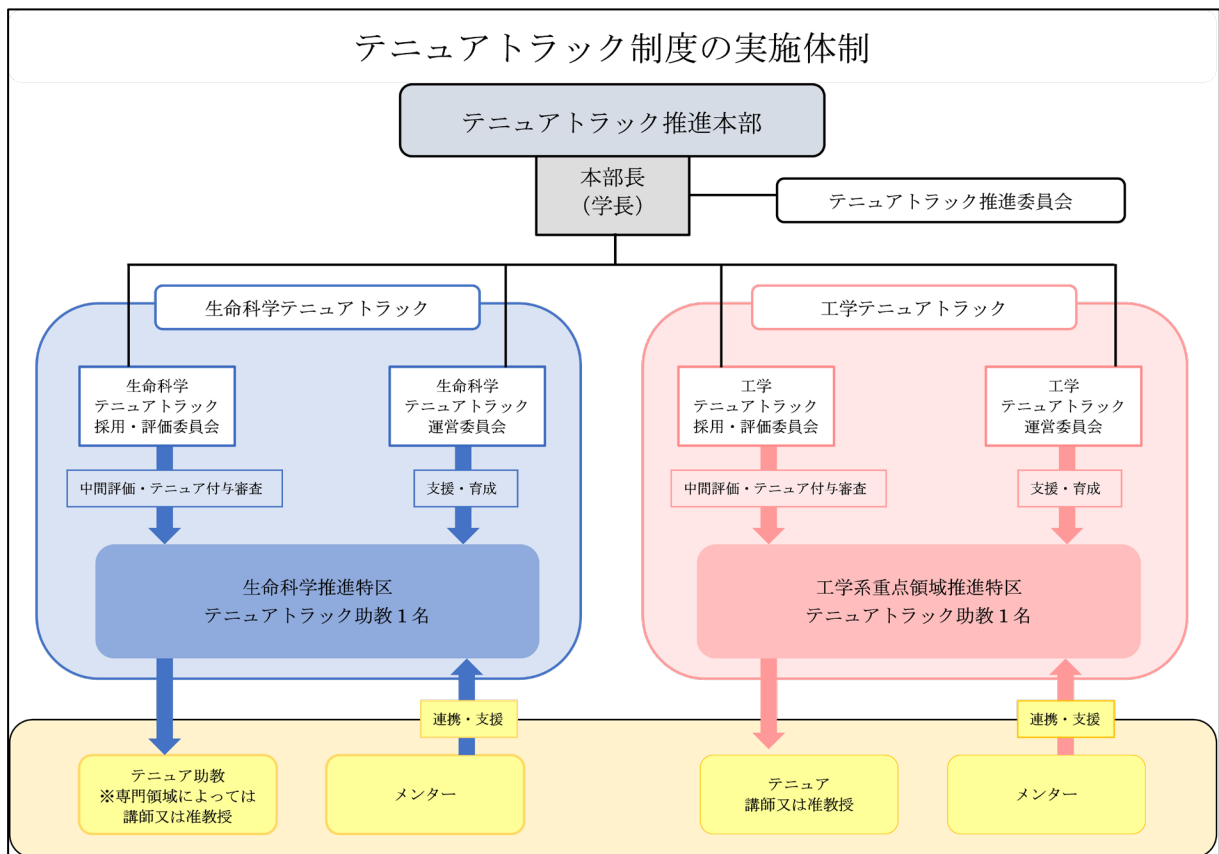 テニュアトラック制度の実施体制
テニュアトラック推進本部
本部長
（学長）
テニュアトラック推進委員会
生命科学テニュアトラック
生命科学
テニュアトラック
採用・評価委員会
生命科学
テニュアトラック
運営委員会
中間評価・テニュア付与審査
支援・育成
生命科学推進特区
テニュアトラック助教１名
連携・支援
テニュア助教
※専門領域によっては
講師又は准教授
メンター
工学テニュアトラック
工学
テニュアトラック
採用・評価委員会
工学
テニュアトラック
運営委員会
中間評価・テニュア付与審査
支援・育成
工学系重点領域推進特区
テニュアトラック助教１名
連携・支援
テニュア
講師又は准教授
メンター